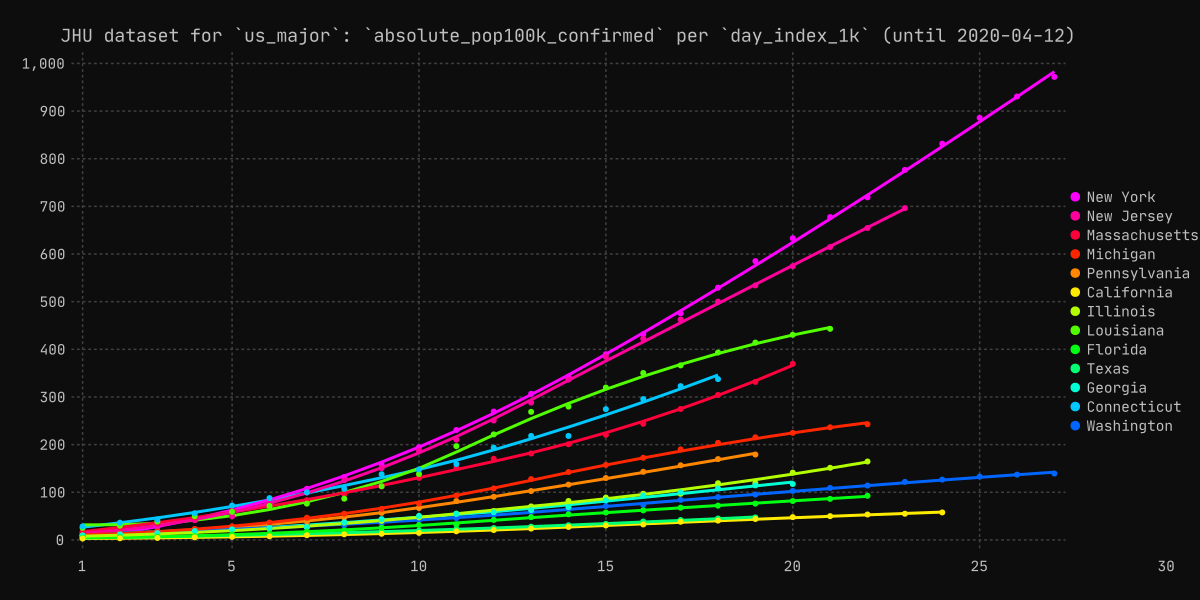 JHU dataset for `us_major`: `absolute_pop100k_confirmed` per `day_index_1k` (until 2020-04-12)
1,000
900
800
700
600
500
400
300
200
100
0
1 5 10 15 20 25 30
New York
New Jersey
Massachusetts
Michigan
Pennsylvania
California
Illinois
Louisiana
Florida
Texas
Georgia
Connecticut
Washington